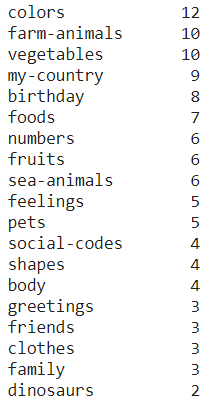 colors 12
farm-animals 10
vegetables 10
my-country 9
birthday 8
foods 7
numbers 6
fruits 6
sea-animals 6
feelings 5
pets 5
social-codes 4
shapes 4
body 4
greetings 3
friends 3
clothes 3
family 3
dinosaurs 2